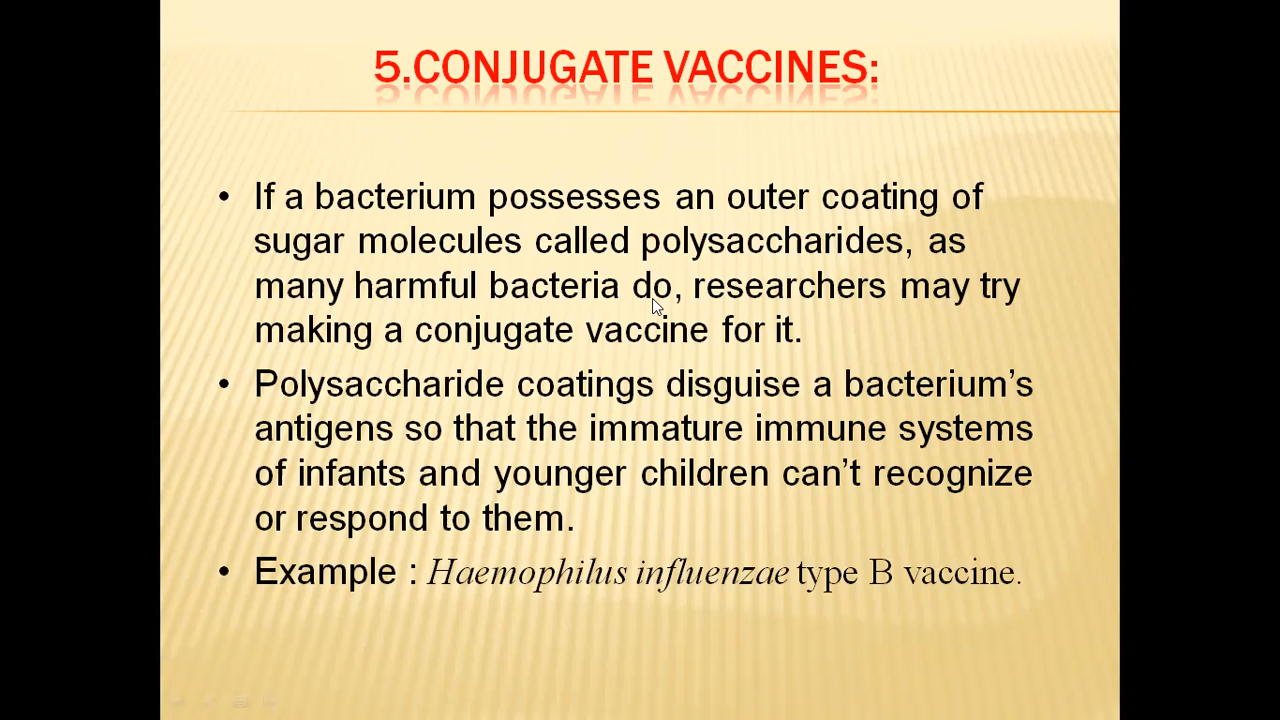 5.CONJUGATE VACCINES:
• If a bacterium possesses an outer coating of
sugar molecules called polysaccharides, as
many harmful bacteria do, researchers may try
making a conjugate vaccine for it.
• Polysaccharide coatings disguise a bacterium’s
antigens so that the immature immune systems
of infants and younger children can’t recognize
or respond to them.
• Example : Haemophilus influenzae type B vaccine.